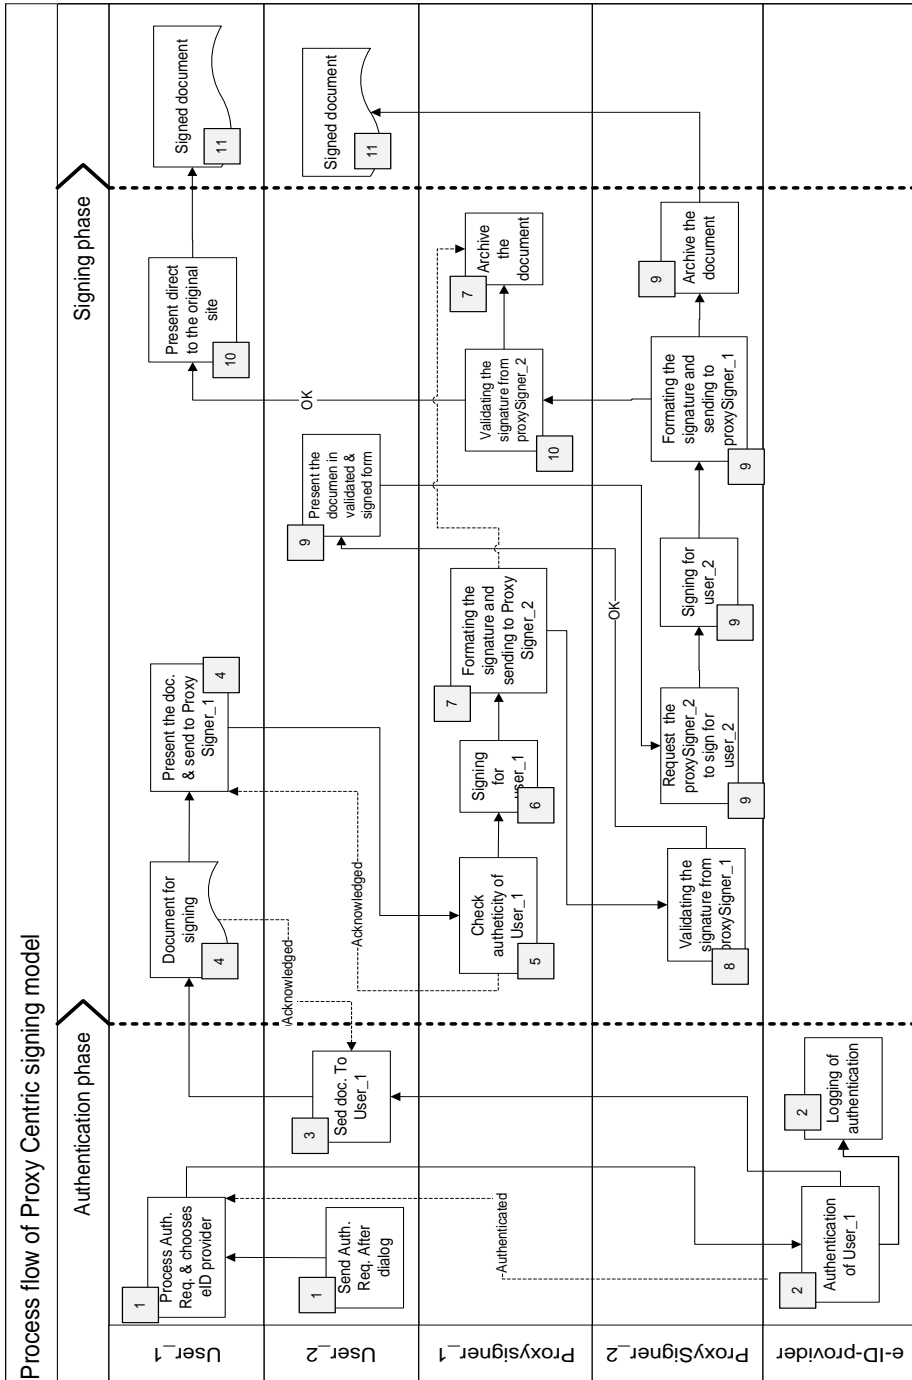 Process flow of Proxy Centric signing model
Authentication phase
Signing phase
User_1
1
Process Auth.
Req. & chooses
eID provider
4
Document for
signing
4
Present the doc.
& send to Proxy
Signer_1
10
Present direct
to the original
site
11
Signed document
User_2
1
Send Auth.
Req. After
dialog
3
Sed doc. To
User_1
Acknowledged
9
Present the
documen in
validated &
signed form
OK
11
Signed document
Proxysigner_1
Authenticated
5
Check
autheticity of
User_1
Acknowledged
6
Signing
for
user_1
7
Formating the
signature and
sending to Proxy
Signer_2
10
Validating the
signature from
proxySigner_2
7
Archive
the
document
ProxySigner_2
8
Validating the
signature from
proxySigner_1
OK
9
Request the
proxySigner_2
to sign for
user_2
9
Signing for
user_2
9
Formating the
signature and
sending to
proxySigner_1
9
Archive the
document
e-ID-provider
2
Authentication
of User_1
2
Logging of
authentication